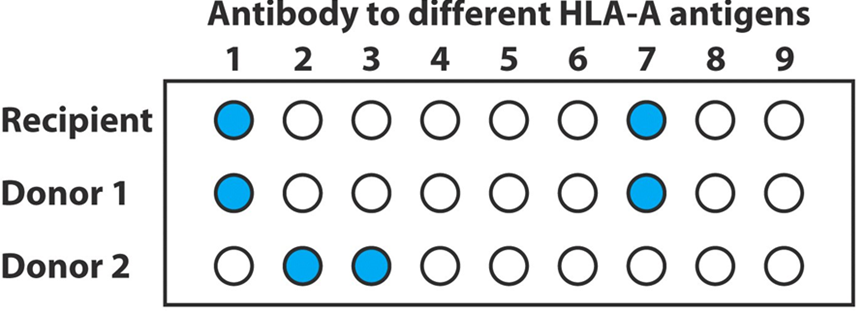 Antibody to different HLA-A antigens
1 2 3 4 5 6 7 8 9
Recipient
Donor 1
Donor 2